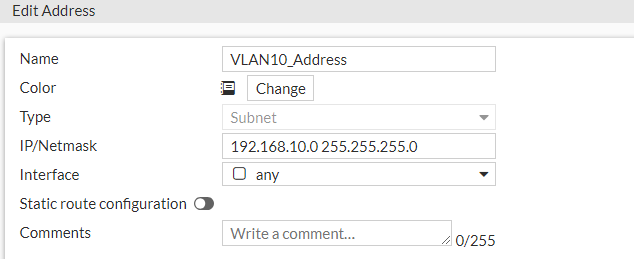 Edit Address
Name VLAN10_Address
Color Change
Type Subnet
IP/Netmask 192.168.10.0 255.255.255.0
Interface any
Static route configuration
Comments Write a comment... 0/255